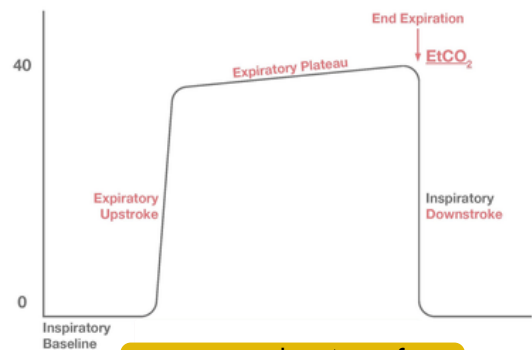 End Expiration
EtCO₂
40
Expiratory Plateau
Expiratory
Upstroke
Inspiratory
Downstroke
0
Inspiratory
Baseline